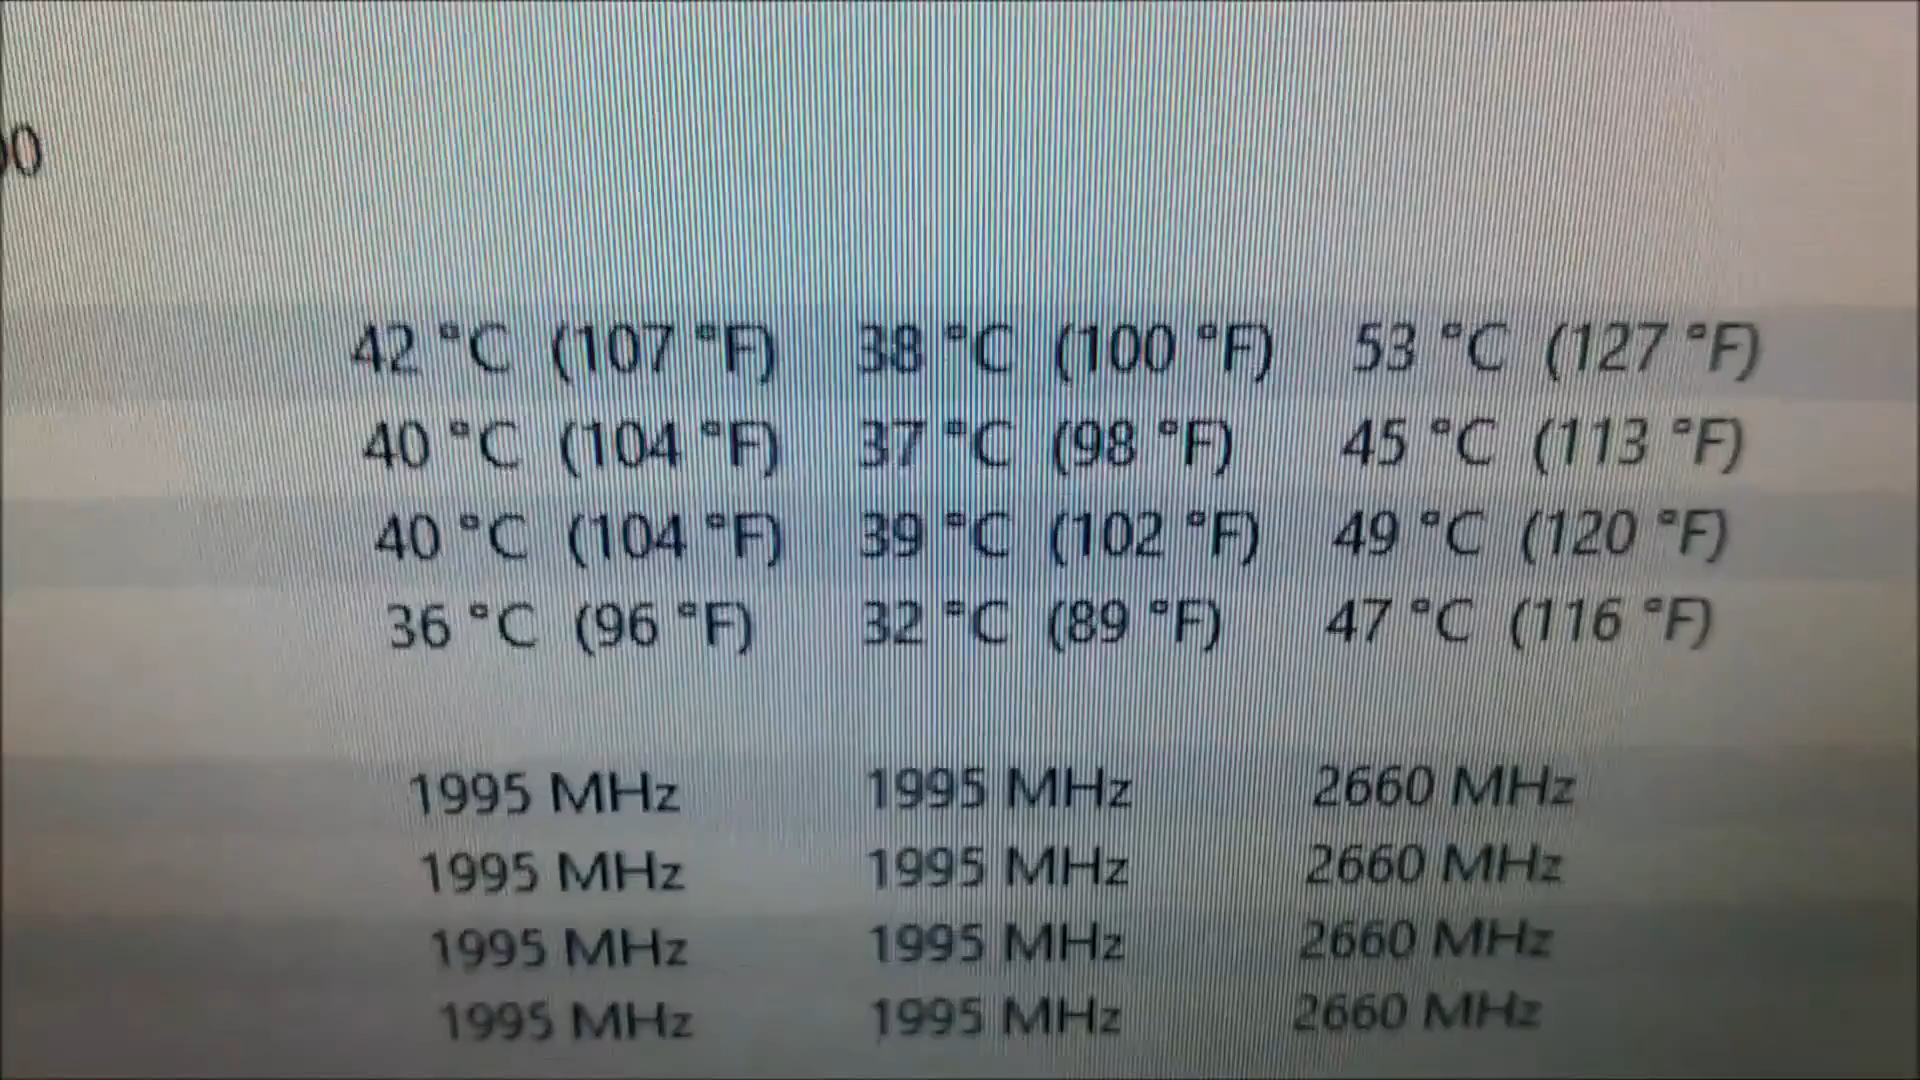 00
42 °C (107 °F) 38 °C (100 °F) 53 °C (127 °F)
40 °C (104 °F) 37 °C (98 °F) 45 °C (113 °F)
40 °C (104 °F) 39 °C (102 °F) 49 °C (120 °F)
36 °C (96 °F) 32 °C (89 °F) 47 °C (116 °F)
1995 MHz 1995 MHz 2660 MHz
1995 MHz 1995 MHz 2660 MHz
1995 MHz 1995 MHz 2660 MHz
1995 MHz 1995 MHz 2660 MHz